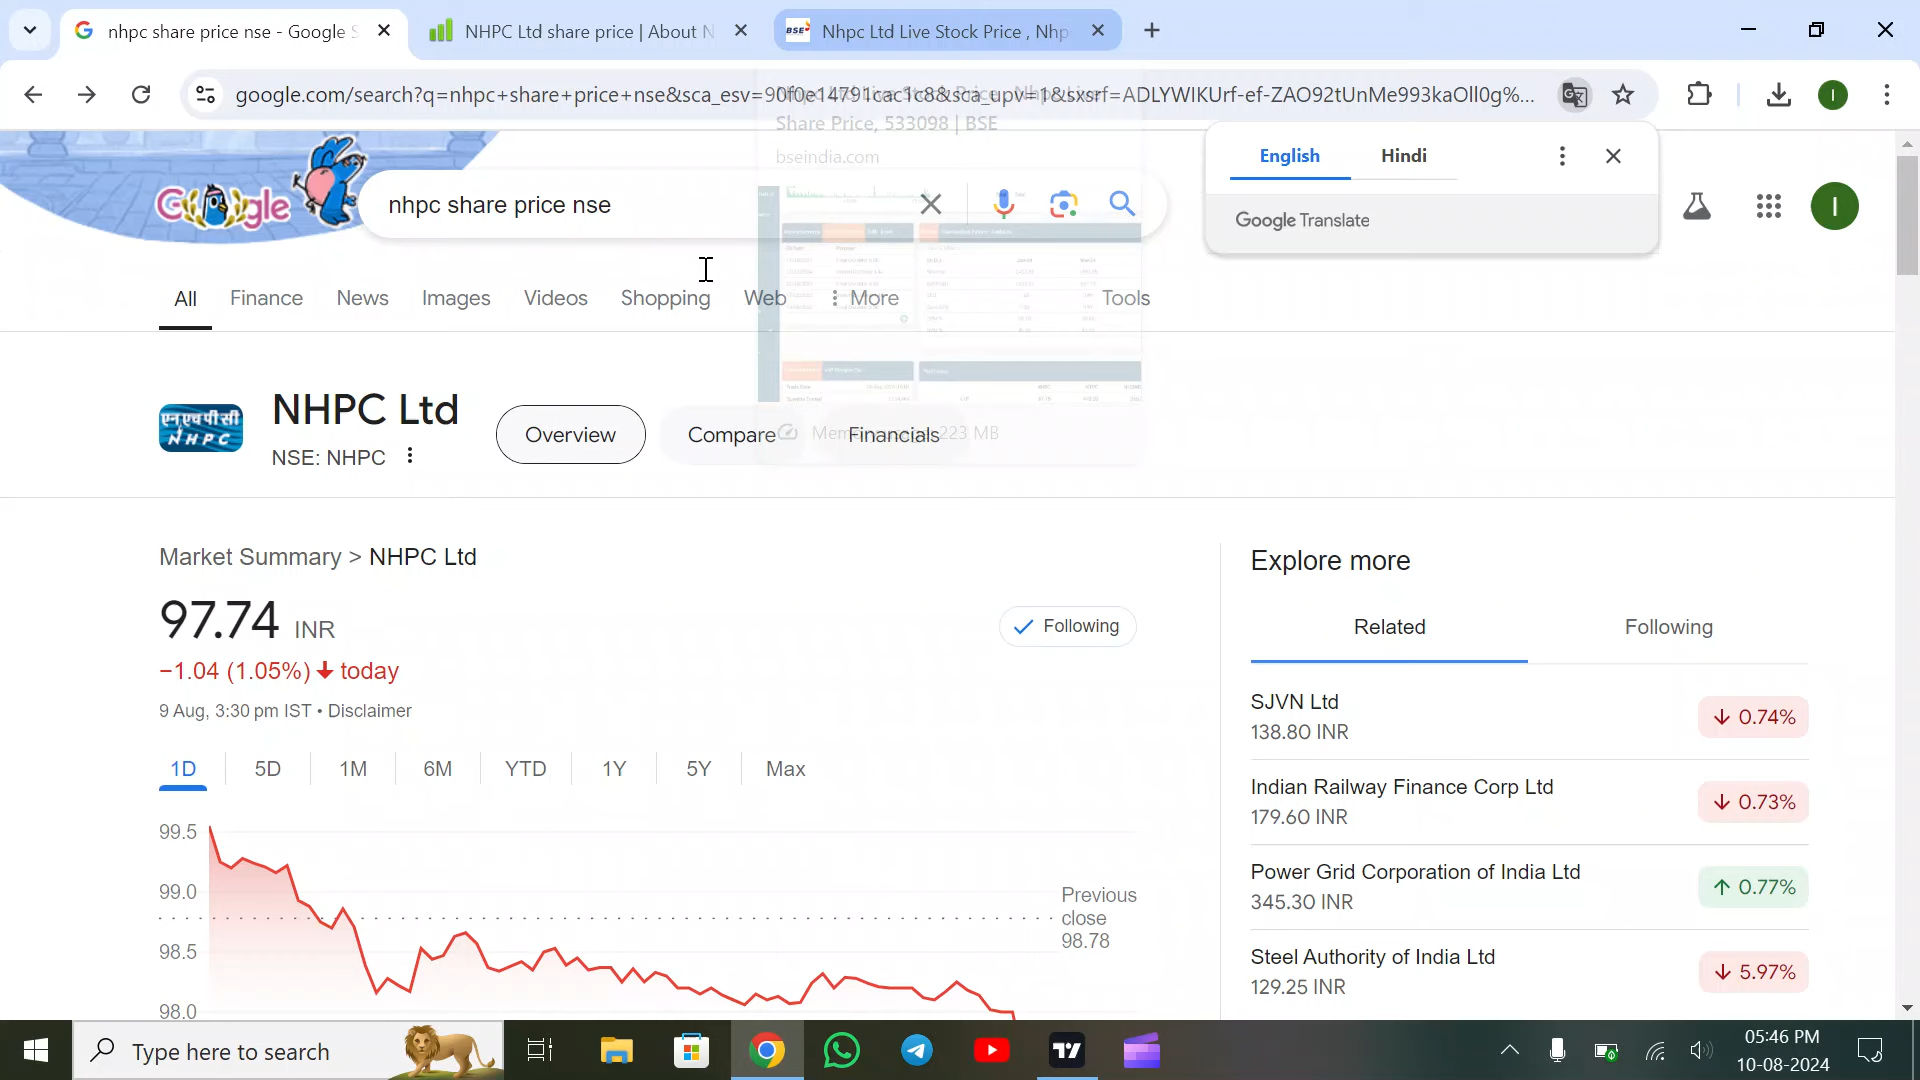 nhpc share price nse - Google S
NHPC Ltd share price | About N
BSE
Nhpc Ltd Live Stock Price , Nhp
google.com/search?q=nhpc+share+price+nse&sca_esv=90f0e14791cac1c8&sca_upv=1&sxsrf=ADLYWIKUrf-ef-ZAO92tUnMe993kaOll0g%...
I
Share Price, 533098 | BSE
bseindia.com
English
Hindi
Google Translate
Google
nhpc share price nse
I
All
Finance
News
Images
Videos
Shopping
Web
More
Tools
एन एच पी सी
NHPC
NHPC Ltd
NSE: NHPC
Overview
Compare
Financials
223 MB
Market Summary > NHPC Ltd
97.74 INR
Following
−1.04 (1.05%) today
9 Aug, 3:30 pm IST • Disclaimer
1D
5D
1M
6M
YTD
1Y
5Y
Max
99.5
99.0
98.5
98.0
Previous
close
98.78
Explore more
Related
Following
SJVN Ltd
138.80 INR
0.74%
Indian Railway Finance Corp Ltd
179.60 INR
0.73%
Power Grid Corporation of India Ltd
345.30 INR
0.77%
Steel Authority of India Ltd
129.25 INR
5.97%
Type here to search
05:46 PM
10-08-2024